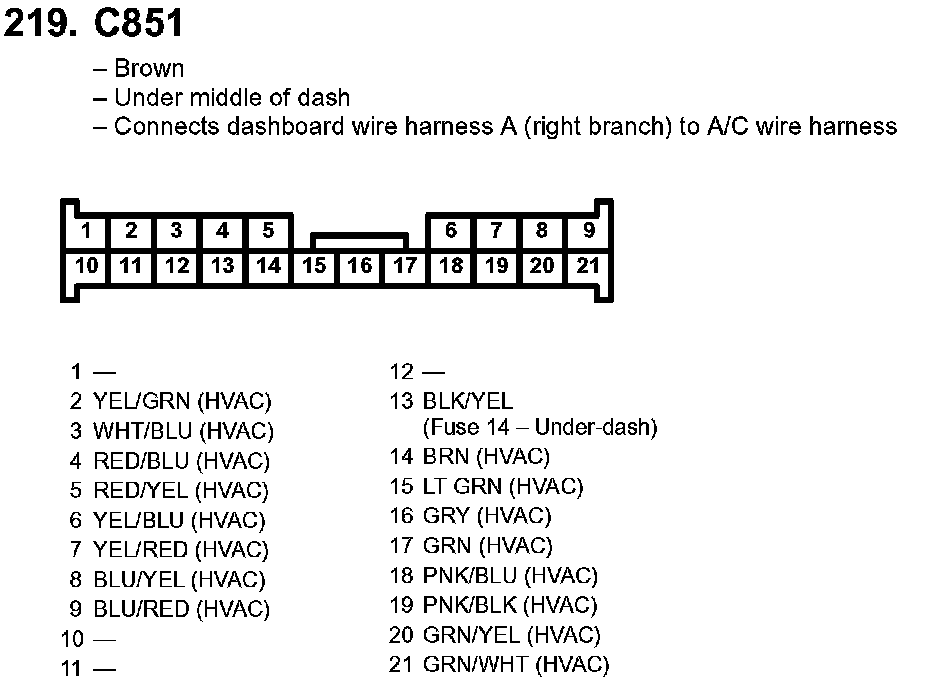 219. C851
– Brown
– Under middle of dash
– Connects dashboard wire harness A (right branch) to A/C wire harness
1 2 3 4 5 6 7 8 9
10 11 12 13 14 15 16 17 18 19 20 21
1 —
2 YEL/GRN (HVAC)
3 WHT/BLU (HVAC)
4 RED/BLU (HVAC)
5 RED/YEL (HVAC)
6 YEL/BLU (HVAC)
7 YEL/RED (HVAC)
8 BLU/YEL (HVAC)
9 BLU/RED (HVAC)
10 —
11 —
12 —
13 BLK/YEL
(Fuse 14 – Under-dash)
14 BRN (HVAC)
15 LT GRN (HVAC)
16 GRY (HVAC)
17 GRN (HVAC)
18 PNK/BLU (HVAC)
19 PNK/BLK (HVAC)
20 GRN/YEL (HVAC)
21 GRN/WHT (HVAC)